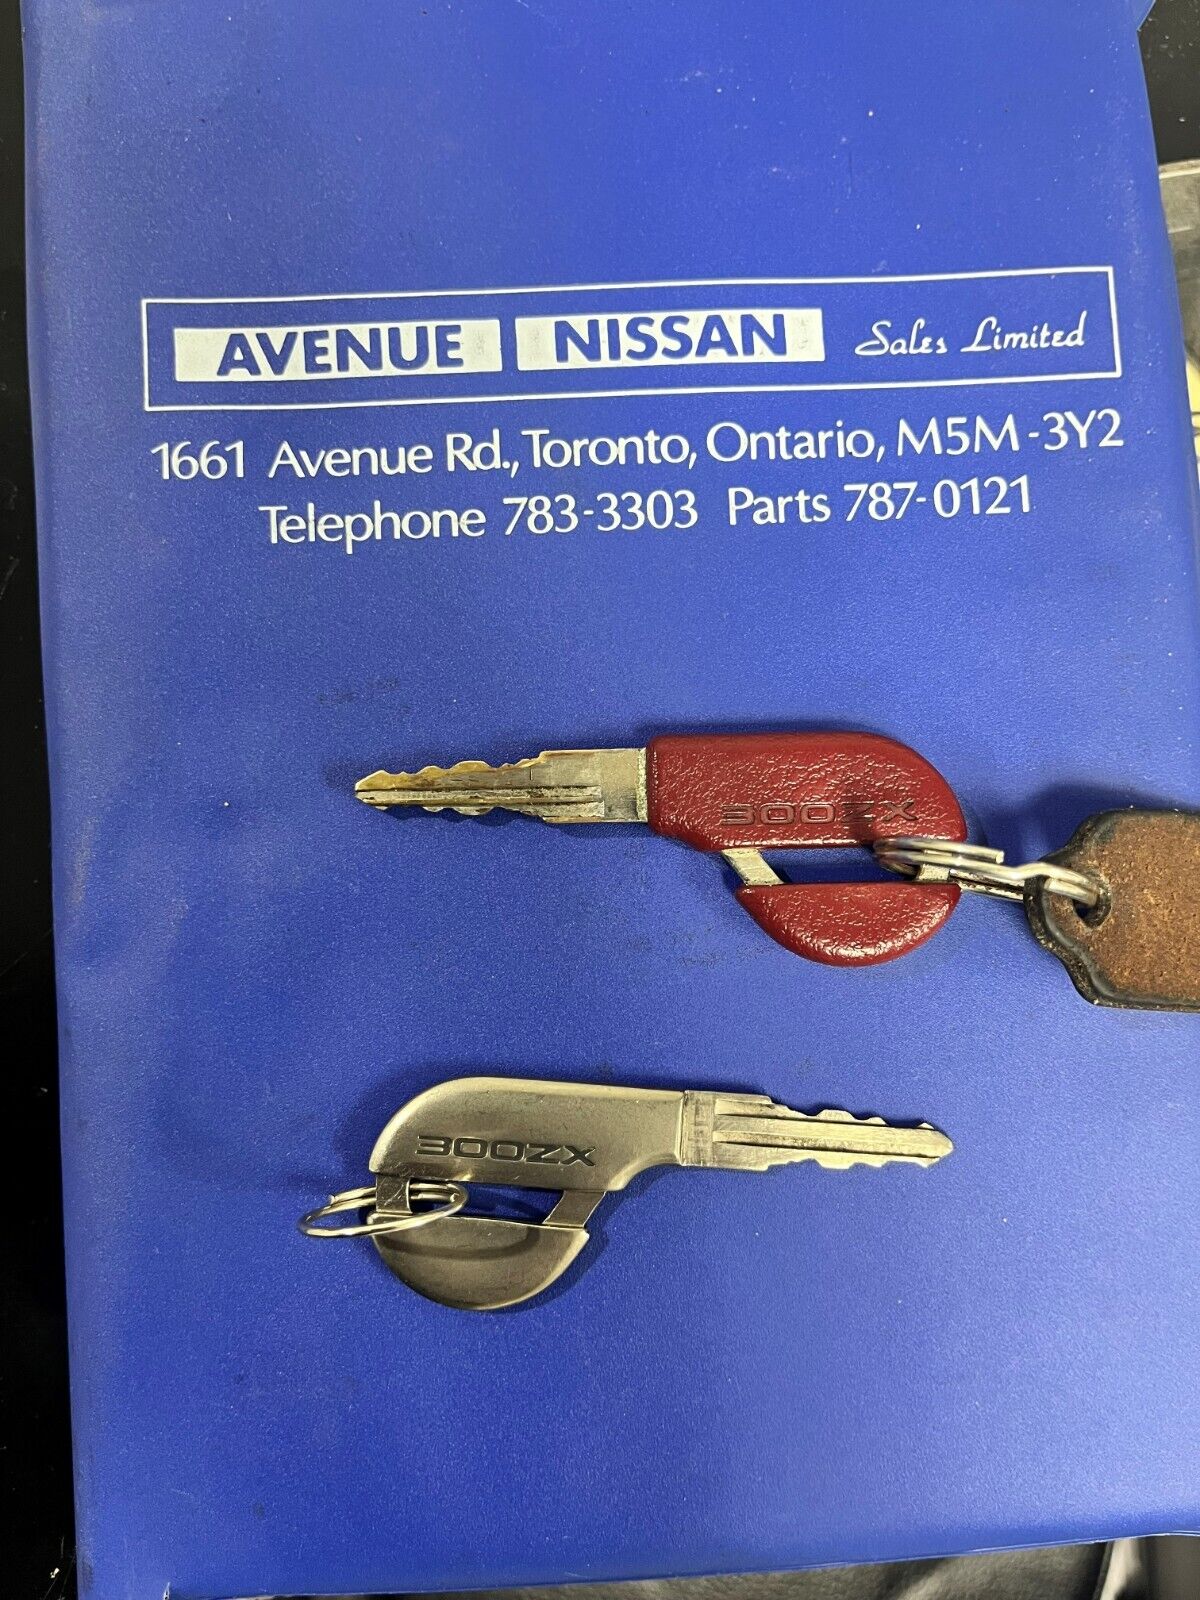 AVENUE NISSAN Sales Limited
1661 Avenue Rd., Toronto, Ontario, M5M-3Y2
Telephone 783-3303 Parts 787-0121
300ZX
300ZX